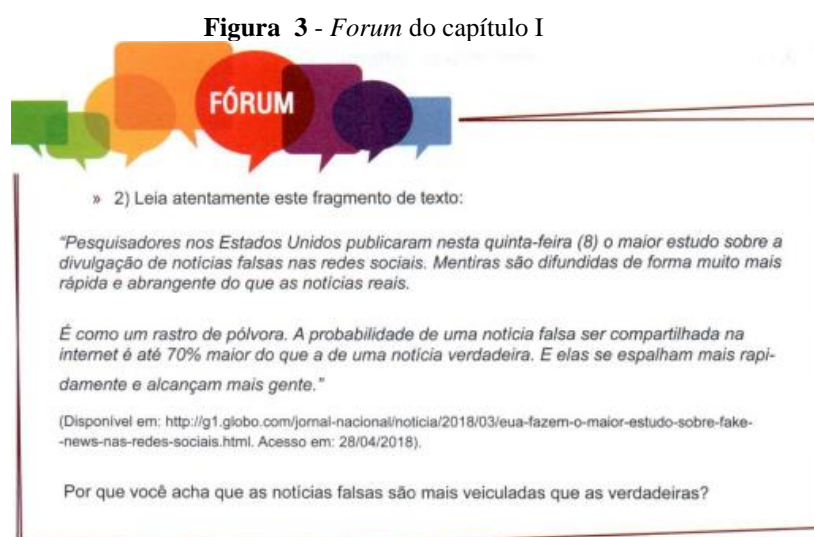 Figura 3 - Forum do capítulo I
FÓRUM
» 2) Leia atentamente este fragmento de texto:
"Pesquisadores nos Estados Unidos publicaram nesta quinta-feira (8) o maior estudo sobre a
divulgação de notícias falsas nas redes sociais. Mentiras são difundidas de forma muito mais
rápida e abrangente do que as notícias reais.
É como um rastro de pólvora. A probabilidade de uma notícia falsa ser compartilhada na
internet é até 70% maior do que a de uma notícia verdadeira. E elas se espalham mais rapi-
damente e alcançam mais gente."
(Disponível em: http://g1.globo.com/jornal-nacional/noticia/2018/03/eua-fazem-o-maior-estudo-sobre-fake-
-news-nas-redes-sociais.html. Acesso em: 28/04/2018).
Por que você acha que as notícias falsas são mais veiculadas que as verdadeiras?